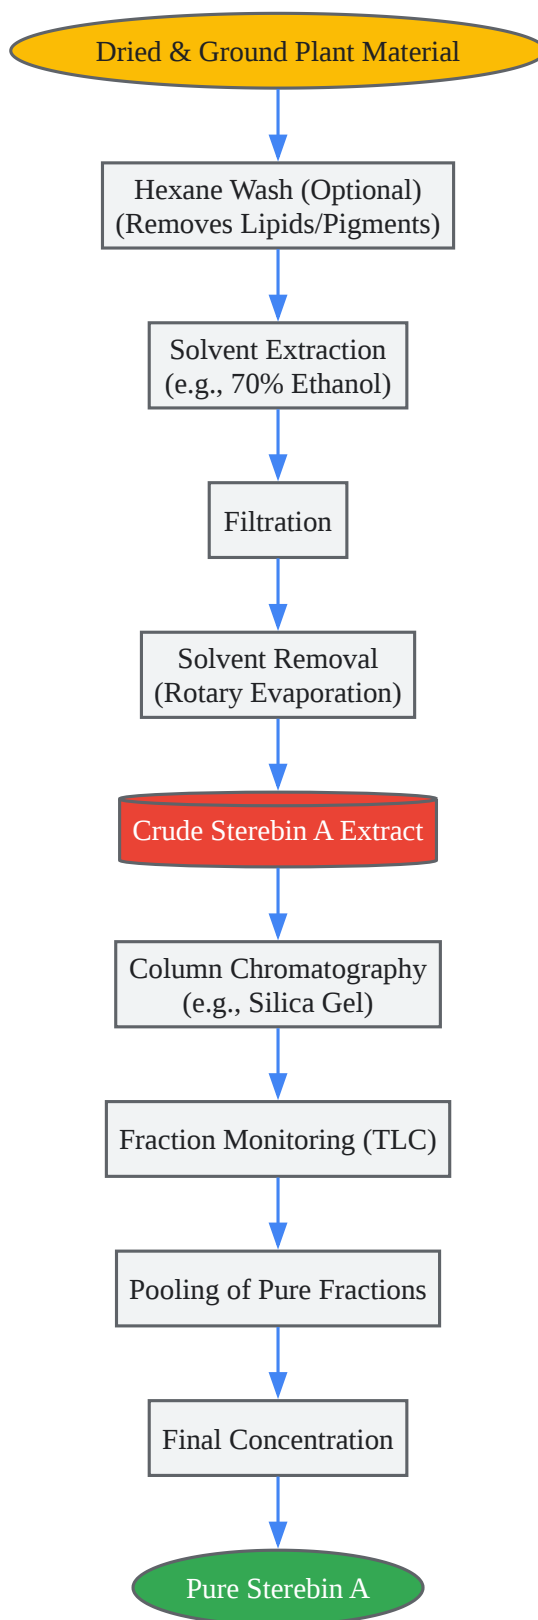 Dried & Ground Plant Material
Hexane Wash (Optional)
(Removes Lipids/Pigments)
Solvent Extraction
(e.g., 70% Ethanol)
Filtration
Solvent Removal
(Rotary Evaporation)
Crude Sterebin A Extract
Column Chromatography
(e.g., Silica Gel)
Fraction Monitoring (TLC)
Pooling of Pure Fractions
Final Concentration
Pure Sterebin A